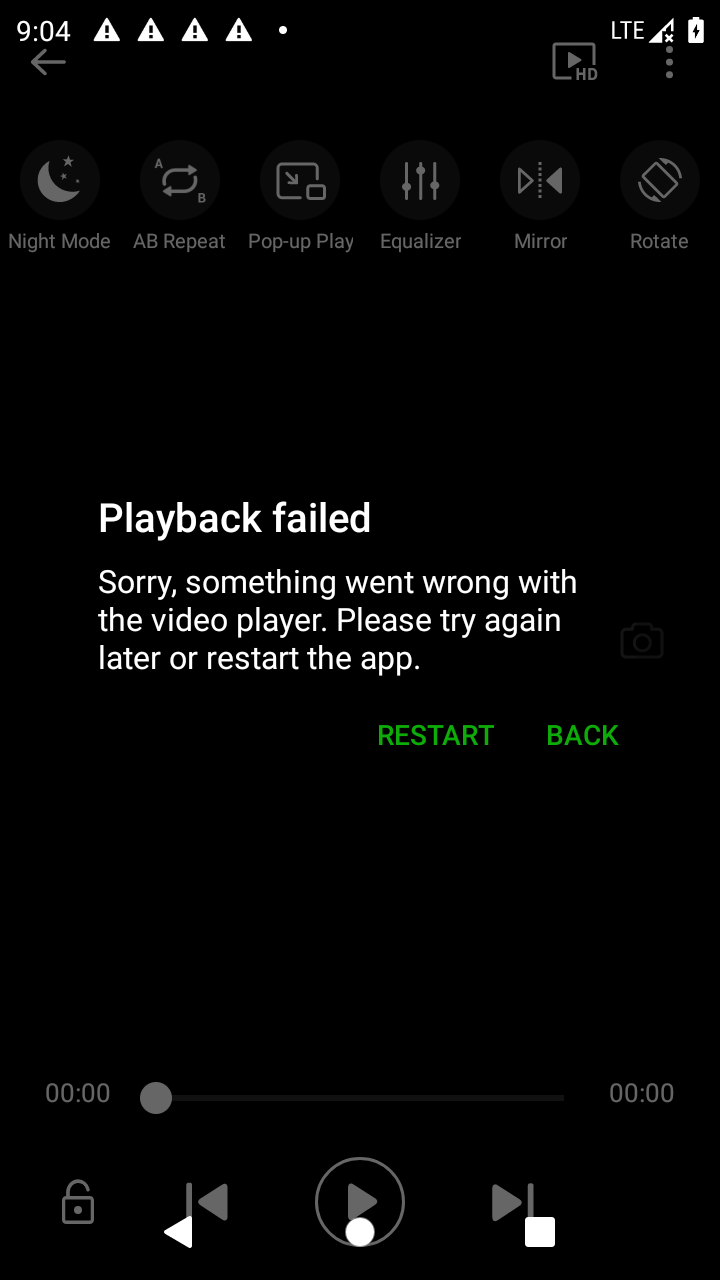 9:04
LTE
HD
A
B
Night Mode
AB Repeat
Pop-up Play
Equalizer
Mirror
Rotate
Playback failed
Sorry, something went wrong with
the video player. Please try again
later or restart the app.
RESTART
BACK
00:00
00:00